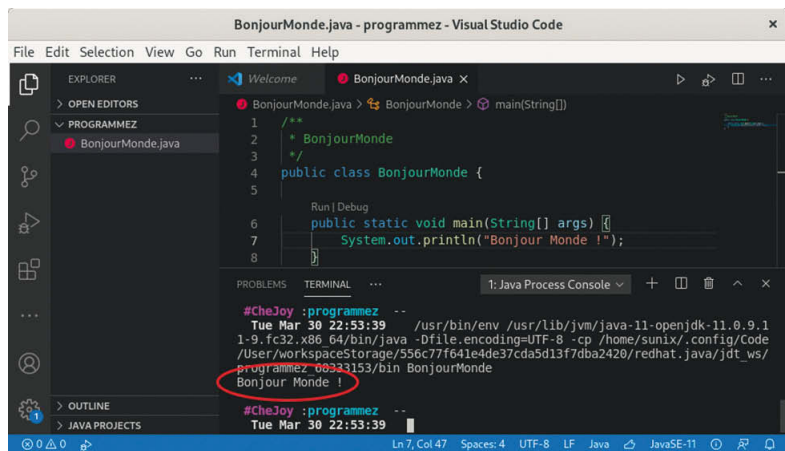 BonjourMonde.java - programmez - Visual Studio Code ×
File Edit Selection View Go Run Terminal Help
EXPLORER ...
> OPEN EDITORS
PROGRAMMEZ
BonjourMonde.java
Welcome
BonjourMonde.java ×
BonjourMonde.java > BonjourMonde > main(String[])
1 /**
2 * BonjourMonde
3 */
4 public class BonjourMonde {
5
Run | Debug
6 public static void main(String[] args) {
7 System.out.println("Bonjour Monde !");
8 }
PROBLEMS TERMINAL ... 1: Java Process Console
#CheJoy :programmez --
Tue Mar 30 22:53:39 /usr/bin/env /usr/lib/jvm/java-11-openjdk-11.0.9.1
1-9.fc32.x86_64/bin/java -Dfile.encoding=UTF-8 -cp /home/sunix/.config/Code
/User/workspaceStorage/556c77f641e4de37cda5d13f7dba2420/redhat.java/jdt_ws/
programmez_68333153/bin BonjourMonde
Bonjour Monde !
#CheJoy :programmez --
Tue Mar 30 22:53:39
> OUTLINE
> JAVA PROJECTS
1
0 0 Ln 7, Col 47 Spaces: 4 UTF-8 LF Java JavaSE-11